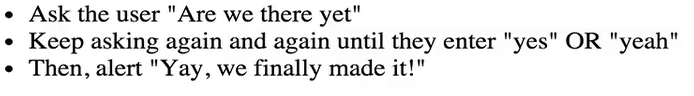 • Ask the user "Are we there yet"
• Keep asking again and again until they enter "yes" OR "yeah"
• Then, alert "Yay, we finally made it!"